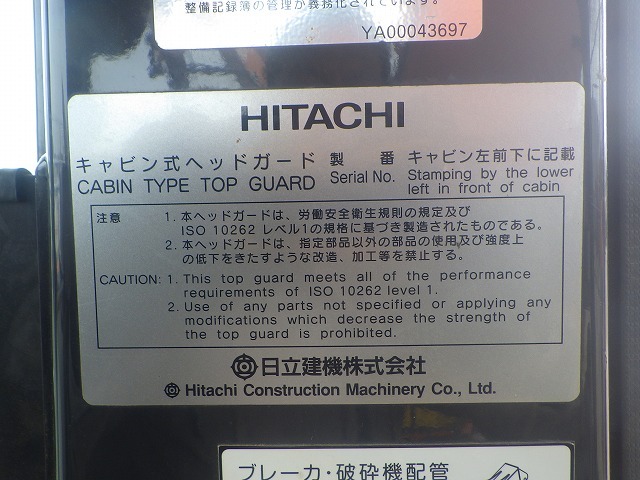 整備記録簿の管理が義務化されています。
YA00043697
HITACHI
キャビン式ヘッドガード 製 番 キャビン左前下に記載
CABIN TYPE TOP GUARD Serial No. Stamping by the lower
left in front of cabin
注意 1. 本ヘッドガードは、労働安全衛生規則の規定及び
ISO 10262 レベル1の規格に基づき製造されたものである。
2. 本ヘッドガードは、指定部品以外の部品の使用及び強度上
の低下をきたすような改造、加工等を禁止する。
CAUTION: 1. This top guard meets all of the performance
requirements of ISO 10262 level 1.
2. Use of any parts not specified or applying any
modifications which decrease the strength of
the top guard is prohibited.
日立建機株式会社
Hitachi Construction Machinery Co., Ltd.
ブレーカ・破砕機配管